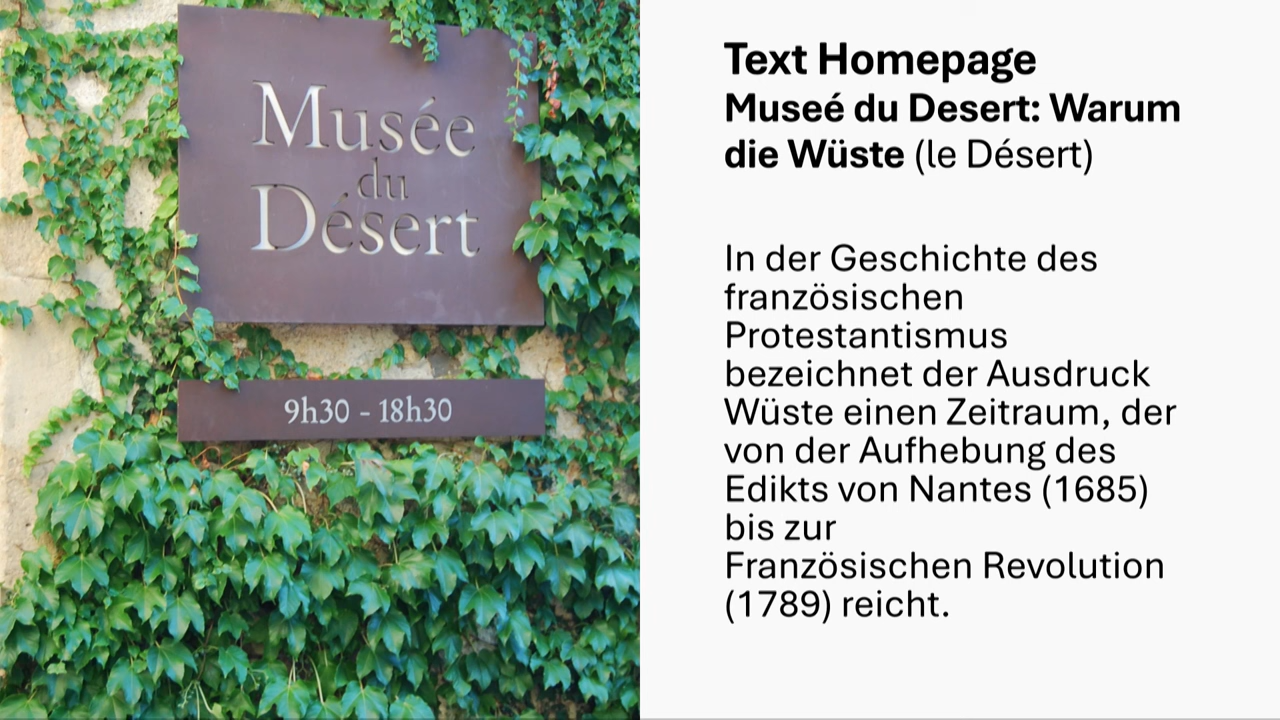 Musée
du
Désert
9h30 - 18h30
Text Homepage
Museé du Desert: Warum
die Wüste (le Désert)
In der Geschichte des
französischen
Protestantismus
bezeichnet der Ausdruck
Wüste einen Zeitraum, der
von der Aufhebung des
Edikts von Nantes (1685)
bis zur
Französischen Revolution
(1789) reicht.